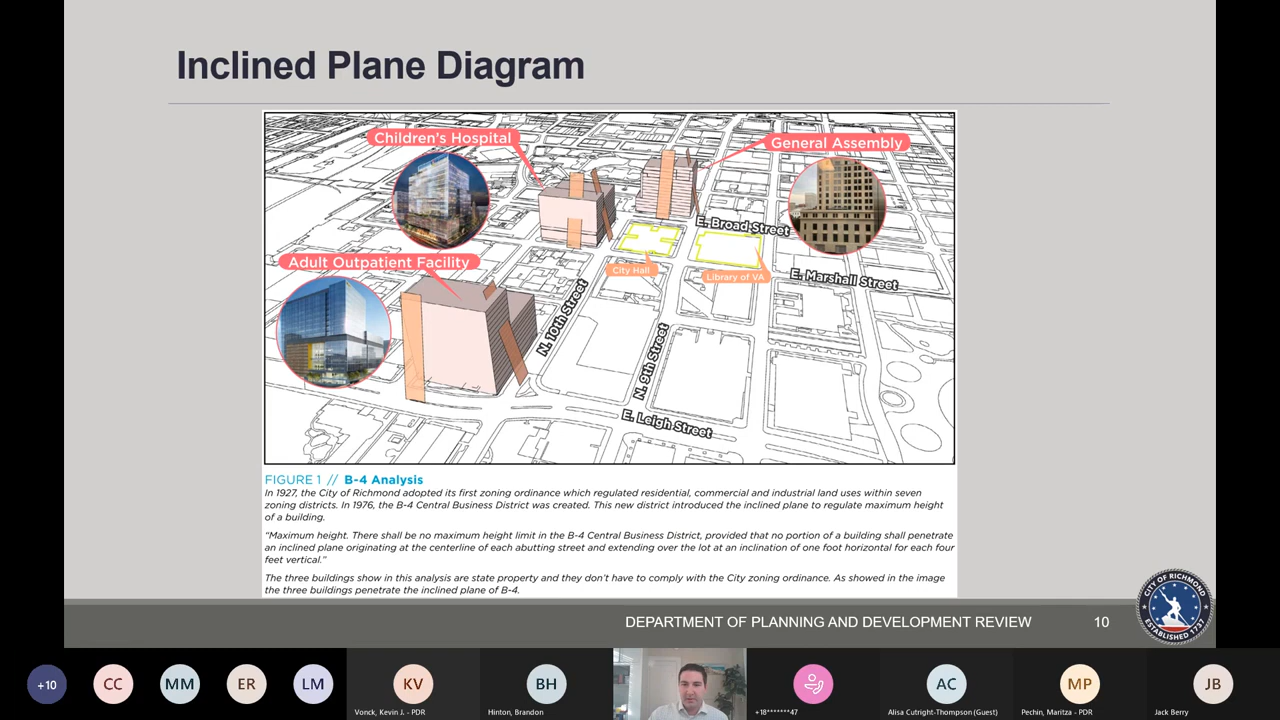 Inclined Plane Diagram
Children's Hospital
General Assembly
E. Broad Street
Adult Outpatient Facility
City Hall
Library of VA
E. Marshall Street
N. 10th Street
N. 9th Street
E. Leigh Street
FIGURE 1 // B-4 Analysis
In 1927, the City of Richmond adopted its first zoning ordinance which regulated residential, commercial and industrial land uses within seven
zoning districts. In 1976, the B-4 Central Business District was created. This new district introduced the inclined plane to regulate maximum height
of a building.
“Maximum height. There shall be no maximum height limit in the B-4 Central Business District, provided that no portion of a building shall penetrate
an inclined plane originating at the centerline of each abutting street and extending over the lot at an inclination of one foot horizontal for each four
feet vertical.”
The three buildings show in this analysis are state property and they don’t have to comply with the City zoning ordinance. As showed in the image
the three buildings penetrate the inclined plane of B-4.
DEPARTMENT OF PLANNING AND DEVELOPMENT REVIEW
10
CITY OF RICHMOND
ESTABLISHED 1737
+10
CC
MM
ER
LM
KV
BH
AC
MP
JB
Vonck, Kevin J. - PDR
Hinton, Brandon
+18*******47
Alisa Cutright-Thompson (Guest)
Pechin, Maritza - PDR
Jack Berry